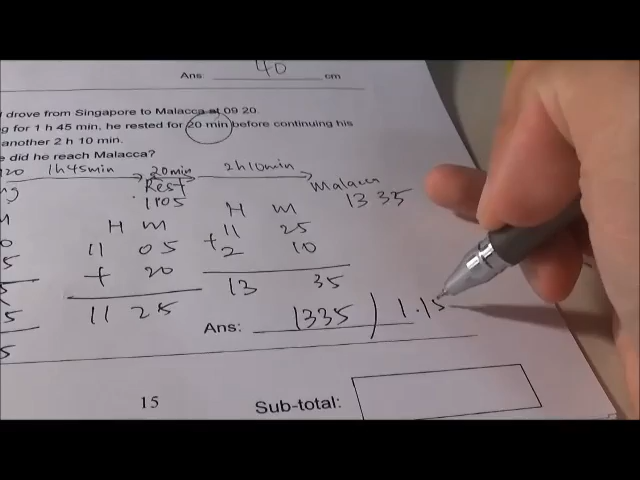 Ans: 40 cm
drove from Singapore to Malacca at 09 20.
g for 1 h 45 min, he rested for 20 min before continuing his
another 2 h 10 min.
e did he reach Malacca?
20 1h45min 20min 2h10min
Rest Malacca
1105 1335
H M H M
11 05 11 25
+ 20 + 2 10
11 25 13 35
Ans: 1335 / 1.15
15
Sub-total: